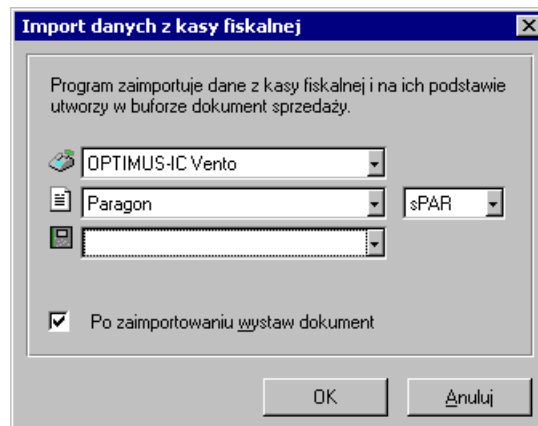 Import danych z kasy fiskalnej
Program zaimportuje dane z kasy fiskalnej i na ich podstawie
utworzy w buforze dokument sprzedaży.
OPTIMUS-IC Vento
Paragon sPAR
Po zaimportowaniu wystaw dokument
OK Anuluj